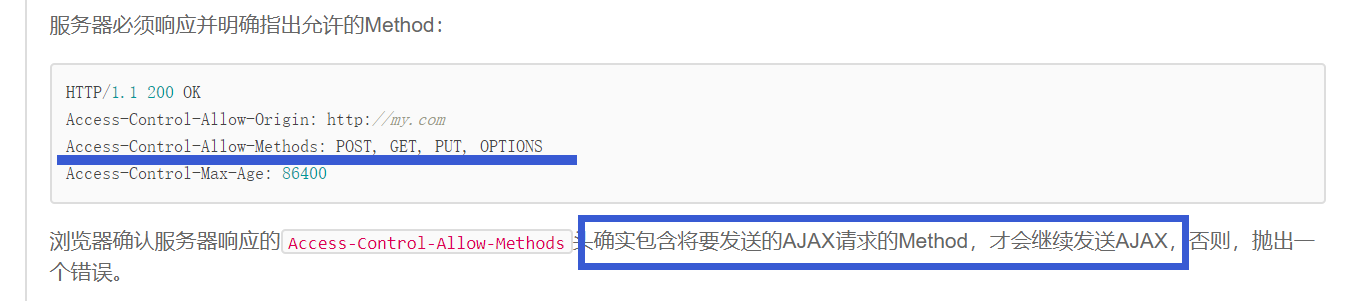 服务器必须响应并明确指出允许的Method：
HTTP/1.1 200 OK
Access-Control-Allow-Origin: http://my.com
Access-Control-Allow-Methods: POST, GET, PUT, OPTIONS
Access-Control-Max-Age: 86400
浏览器确认服务器响应的Access-Control-Allow-Methods头确实包含将要发送的AJAX请求的Method，才会继续发送AJAX，否则，抛出一
个错误。